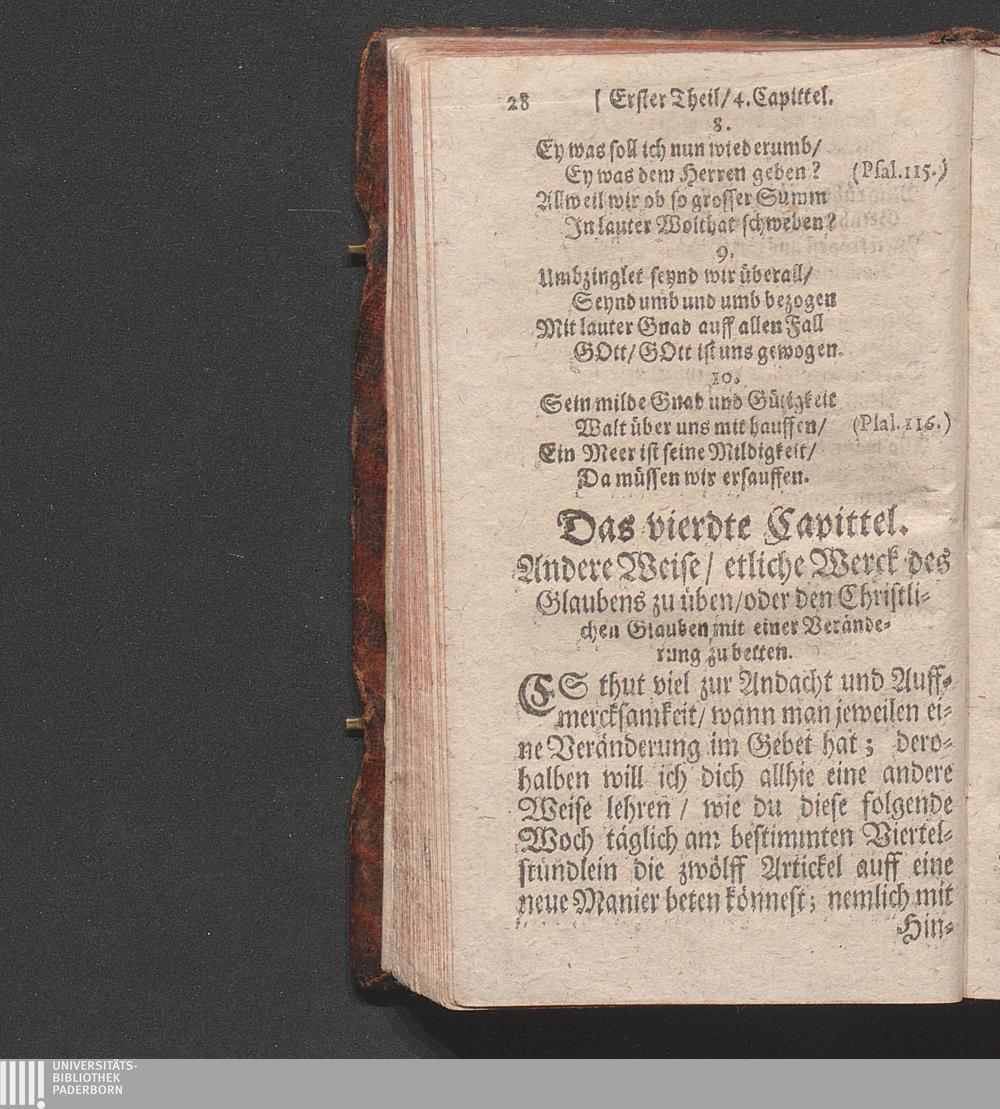 28 [ Erster Theil/4. Capittel.
8.
Ey was soll ich nun wiederumb/
Ey was dem Herren geben? (Psal. 115.)
Allweil wir ob so grosser Summ
In lauter Wolthat schweben?
9.
Umbzinglet seynd wir überall/
Seynd umb und umb bezogen
Mit lauter Gnad auff allen Fall
GOtt/ GOtt ist uns gewogen.
10.
Sein milde Gnad und Gütigkeit
Walt über uns mit hauffen/ (Psal. 116.)
Ein Meer ist seine Mildigkeit/
Da müssen wir ersauffen.
Das vierdte Capittel.
Andere Weise/ etliche Werck des
Glaubens zu üben/oder den Christli-
chen Glauben mit einer Verände-
rung zu betten.
ES thut viel zur Andacht und Auff-
mercksamkeit/ wann man jeweilen ei-
ne Veränderung im Gebet hat; dero-
halben will ich dich allhie eine andere
Weise lehren / wie du diese folgende
Woch täglich am bestimmten Viertel-
stündlein die zwölff Artickel auff eine
neue Manier beten könnest; nemlich mit
Hin-
UNIVERSITÄTS-
BIBLIOTHEK
PADERBORN